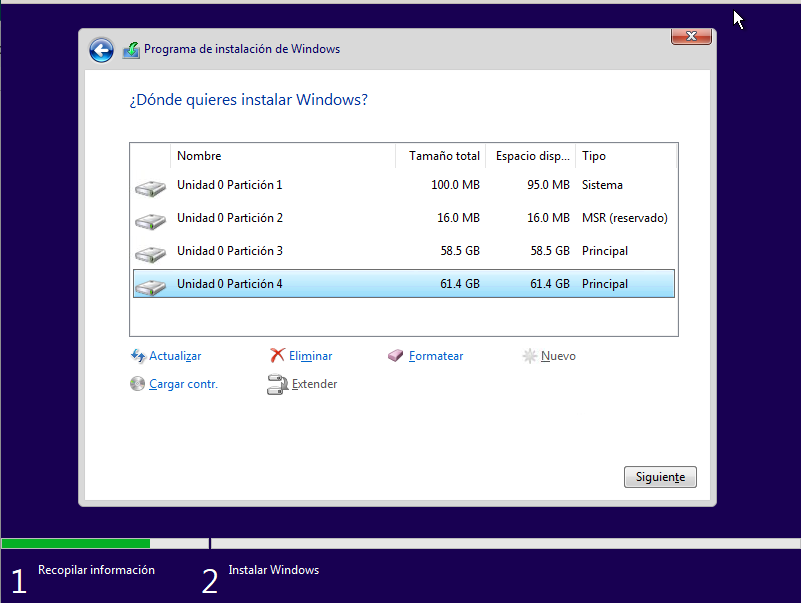 Programa de instalación de Windows
¿Dónde quieres instalar Windows?
Nombre Tamaño total Espacio disp... Tipo
Unidad 0 Partición 1 100.0 MB 95.0 MB Sistema
Unidad 0 Partición 2 16.0 MB 16.0 MB MSR (reservado)
Unidad 0 Partición 3 58.5 GB 58.5 GB Principal
Unidad 0 Partición 4 61.4 GB 61.4 GB Principal
Actualizar Eliminar Formatear Nuevo
Cargar contr. Extender
Siguiente
1 Recopilar información 2 Instalar Windows